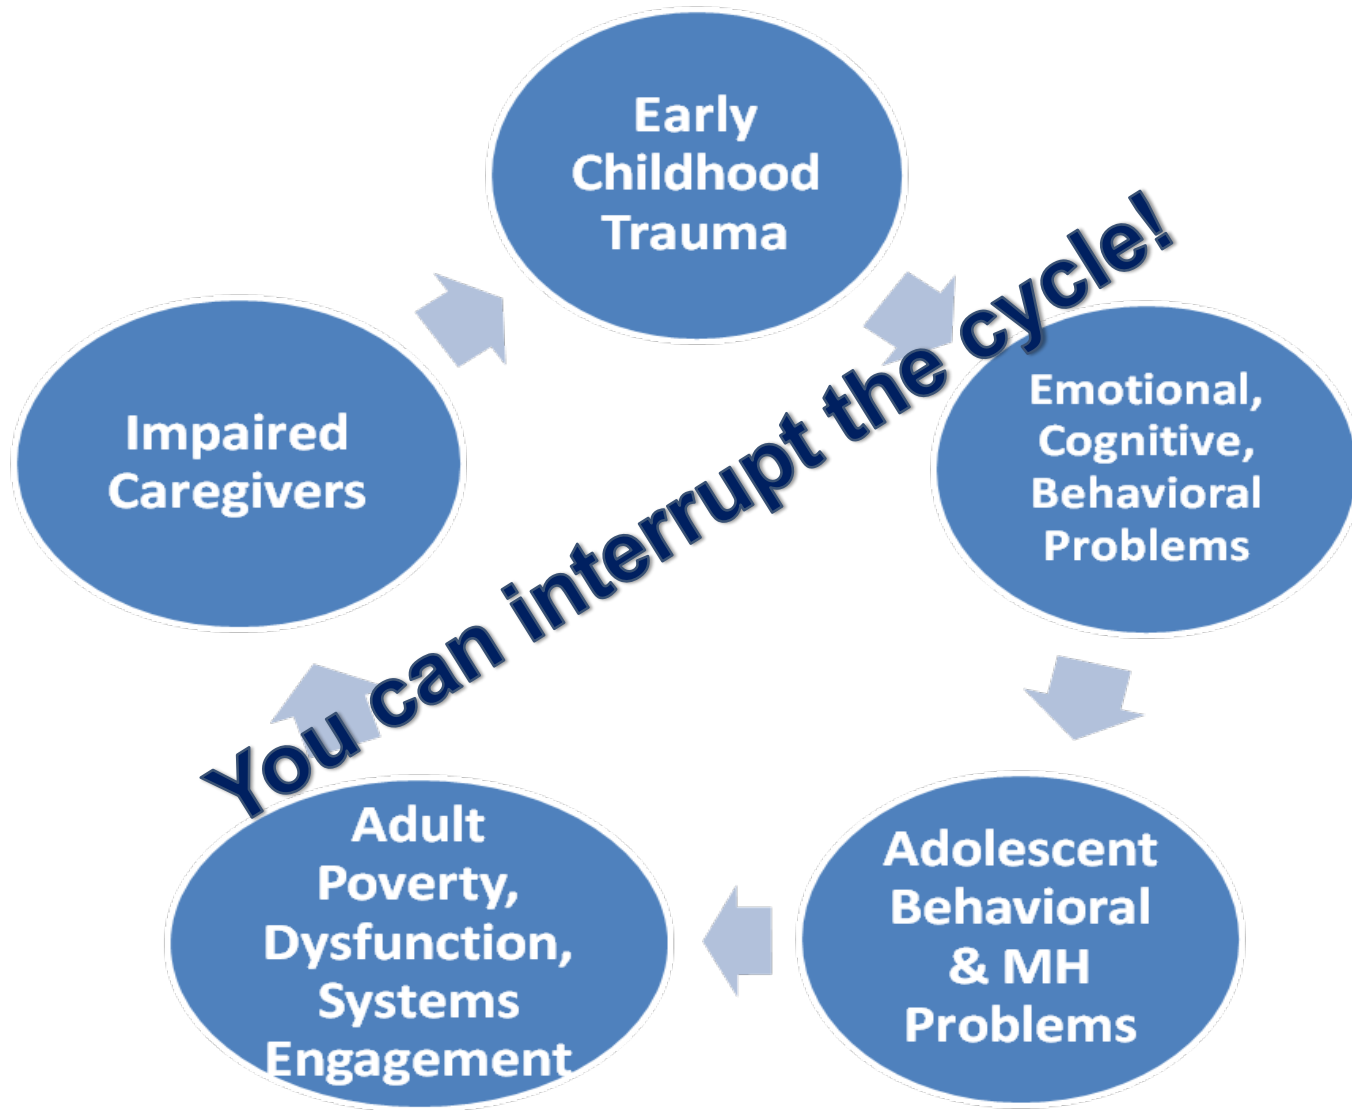 Early
Childhood
Trauma
You can interrupt the cycle!
Emotional,
Cognitive,
Behavioral
Problems
Impaired
Caregivers
Adolescent
Behavioral
& MH
Problems
Adult
Poverty,
Dysfunction,
Systems
Engagement